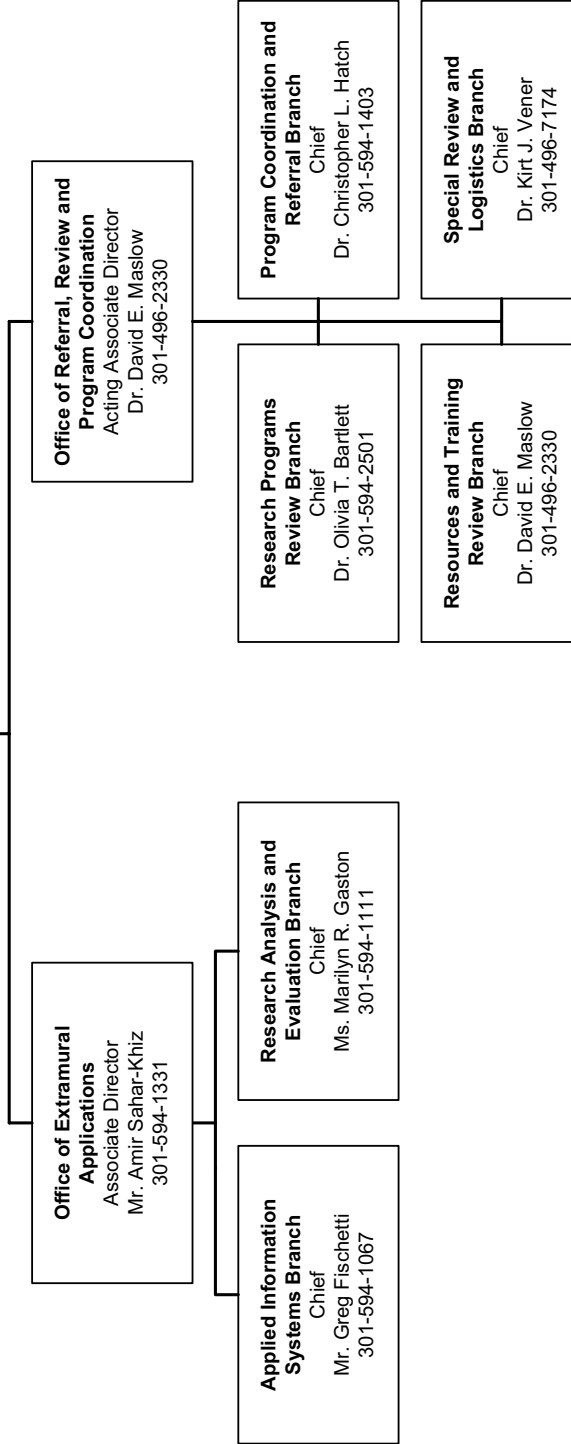 Office of Extramural
Applications
Associate Director
Mr. Amir Sahar-Khiz
301-594-1331
Office of Referral, Review and
Program Coordination
Acting Associate Director
Dr. David E. Maslow
301-496-2330
Applied Information
Systems Branch
Chief
Mr. Greg Fischetti
301-594-1067
Research Analysis and
Evaluation Branch
Chief
Ms. Marilyn R. Gaston
301-594-1111
Research Programs
Review Branch
Chief
Dr. Olivia T. Bartlett
301-594-2501
Program Coordination and
Referral Branch
Chief
Dr. Christopher L. Hatch
301-594-1403
Resources and Training
Review Branch
Chief
Dr. David E. Maslow
301-496-2330
Special Review and
Logistics Branch
Chief
Dr. Kirt J. Vener
301-496-7174